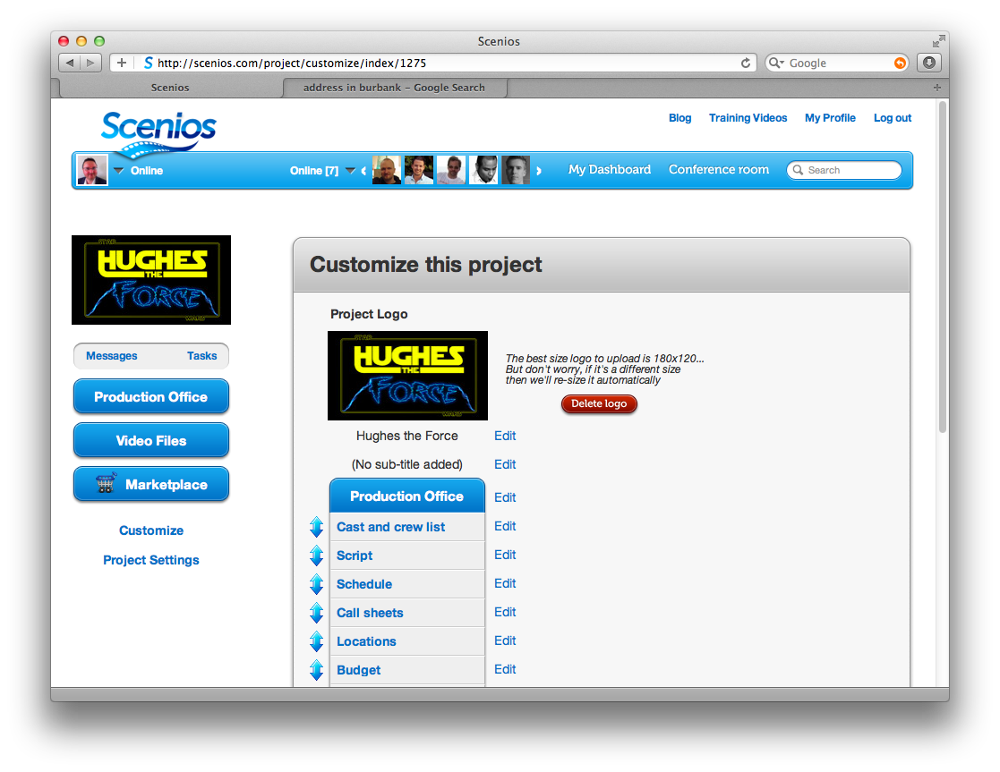 Scenios
http://scenios.com/project/customize/index/1275
Google
Scenios
address in burbank – Google Search
Blog Training Videos My Profile Log out
Scenios
Online
Online [7]
My Dashboard Conference room Search
STAR
HUGHES
THE
FORCE
WARS
Messages Tasks
Production Office
Video Files
Marketplace
Customize
Project Settings
Customize this project
Project Logo
STAR
HUGHES
THE
FORCE
WARS
The best size logo to upload is 180x120...
But don't worry, if it's a different size
then we'll re-size it automatically
Delete logo
Hughes the Force Edit
(No sub-title added) Edit
Production Office Edit
Cast and crew list Edit
Script Edit
Schedule Edit
Call sheets Edit
Locations Edit
Budget Edit